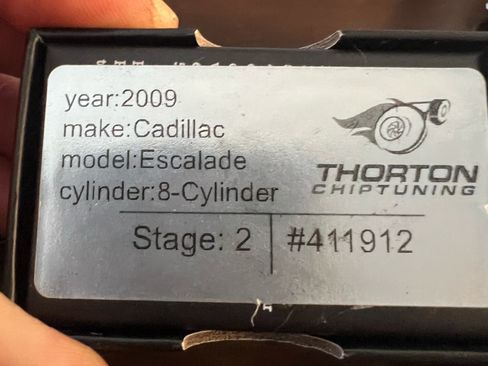 year:2009
make:Cadillac
model:Escalade
cylinder:8-Cylinder
THORTON
CHIPTUNING
Stage: 2
#411912